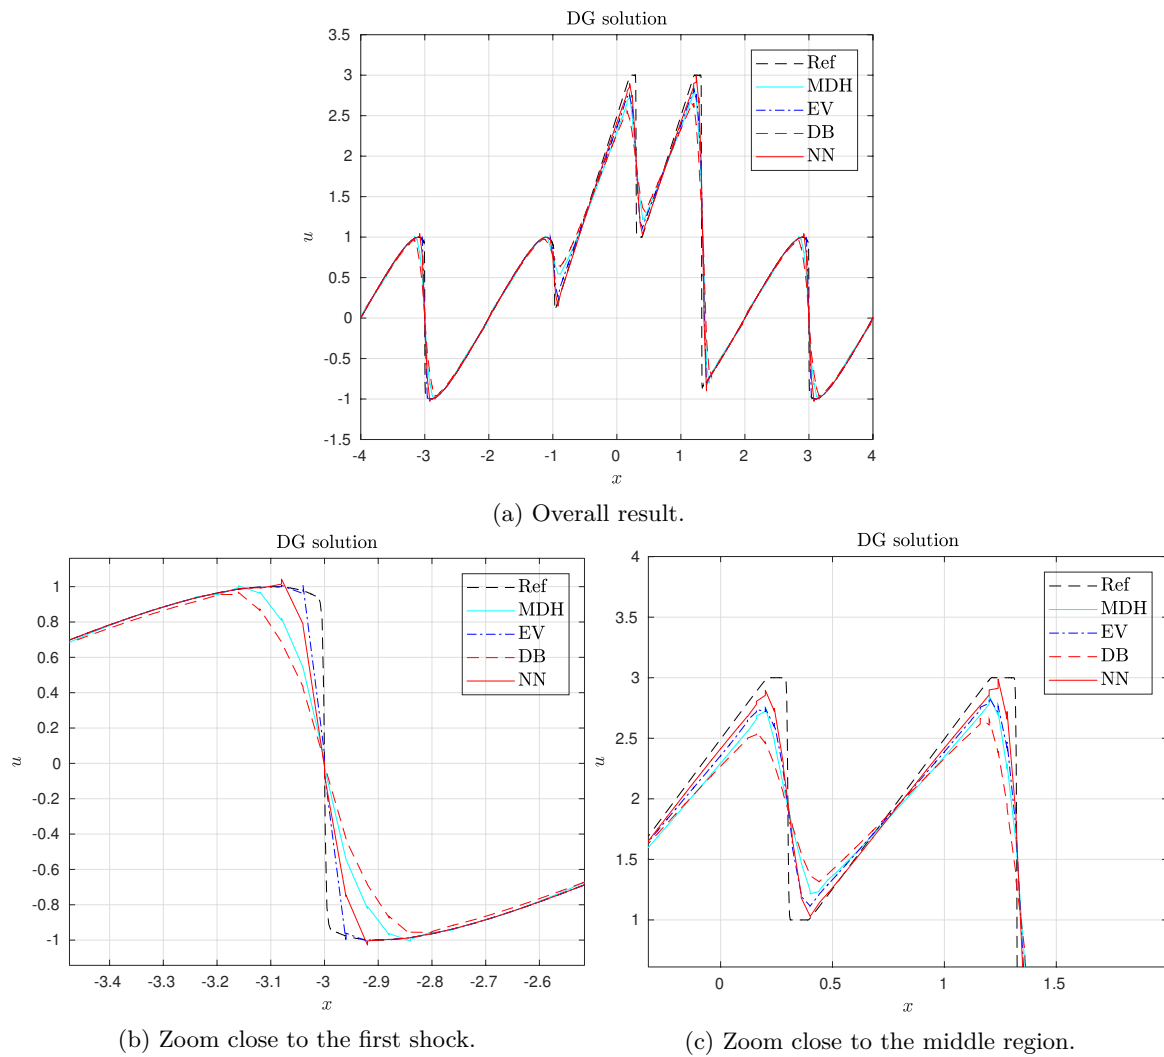 DG solution
3.5
3
2.5
2
1.5
1
0.5
0
-0.5
-1
-1.5
u
-4 -3 -2 -1 0 1 2 3 4
x
Ref
MDH
EV
DB
NN
(a) Overall result.
DG solution
1
0.8
0.6
0.4
0.2
0
-0.2
-0.4
-0.6
-0.8
-1
u
-3.4 -3.3 -3.2 -3.1 -3 -2.9 -2.8 -2.7 -2.6
x
Ref
MDH
EV
DB
NN
(b) Zoom close to the first shock.
DG solution
4
3.5
3
2.5
2
1.5
1
u
0 0.5 1 1.5
x
Ref
MDH
EV
DB
NN
(c) Zoom close to the middle region.